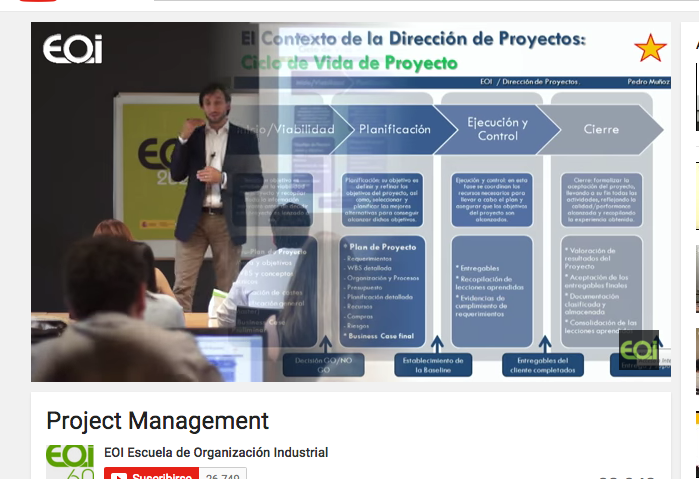 EOi
El Contexto de la Dirección de Proyectos:
Ciclo de Vida de Proyecto
EOI / Dirección de Proyectos.
Pedro Muñoz
Inicio/Viabilidad
Planificación
Ejecución y
Control
Cierre
Planificación: su objetivo es
definir y refinar
los objetivos del proyecto, así
como, seleccionar y
planificar las mejores
alternativas para conseguir
alcanzar dichos objetivos.
Ejecución y control: en esta
fase se coordinan los
recursos necesarios para
llevar a cabo el plan y
asegurar que los objetivos
del proyecto son
alcanzados.
Cierre: formalizar la
aceptación del proyecto,
llevando a su fin todas las
actividades, reflejando la
calidad/performance
alcanzada y recopilando
la experiencia obtenida.
Plan de Proyecto
y objetivos
y conceptos
* Plan de Proyecto
- Requerimientos
- WBS detallada
- Organización y Procesos
- Presupuesto
- Planificación detallada
- Recursos
- Compras
- Riesgos
* Business Case final
Business Case
* Entregables
* Recopilación de
lecciones aprendidas
* Evidencias de
cumplimiento de
requerimientos
* Valoración de
resultados del
Proyecto
* Aceptación de los
entregables finales
* Documentación
clasificada y
almacenada
* Consolidación de las
lecciones
EOi
Decisión GO/NO
GO
Establecimiento de
la Baseline
Entregables del
cliente completados
Project Management
EOi
EOI Escuela de Organización Industrial
Suscribirse
26.749